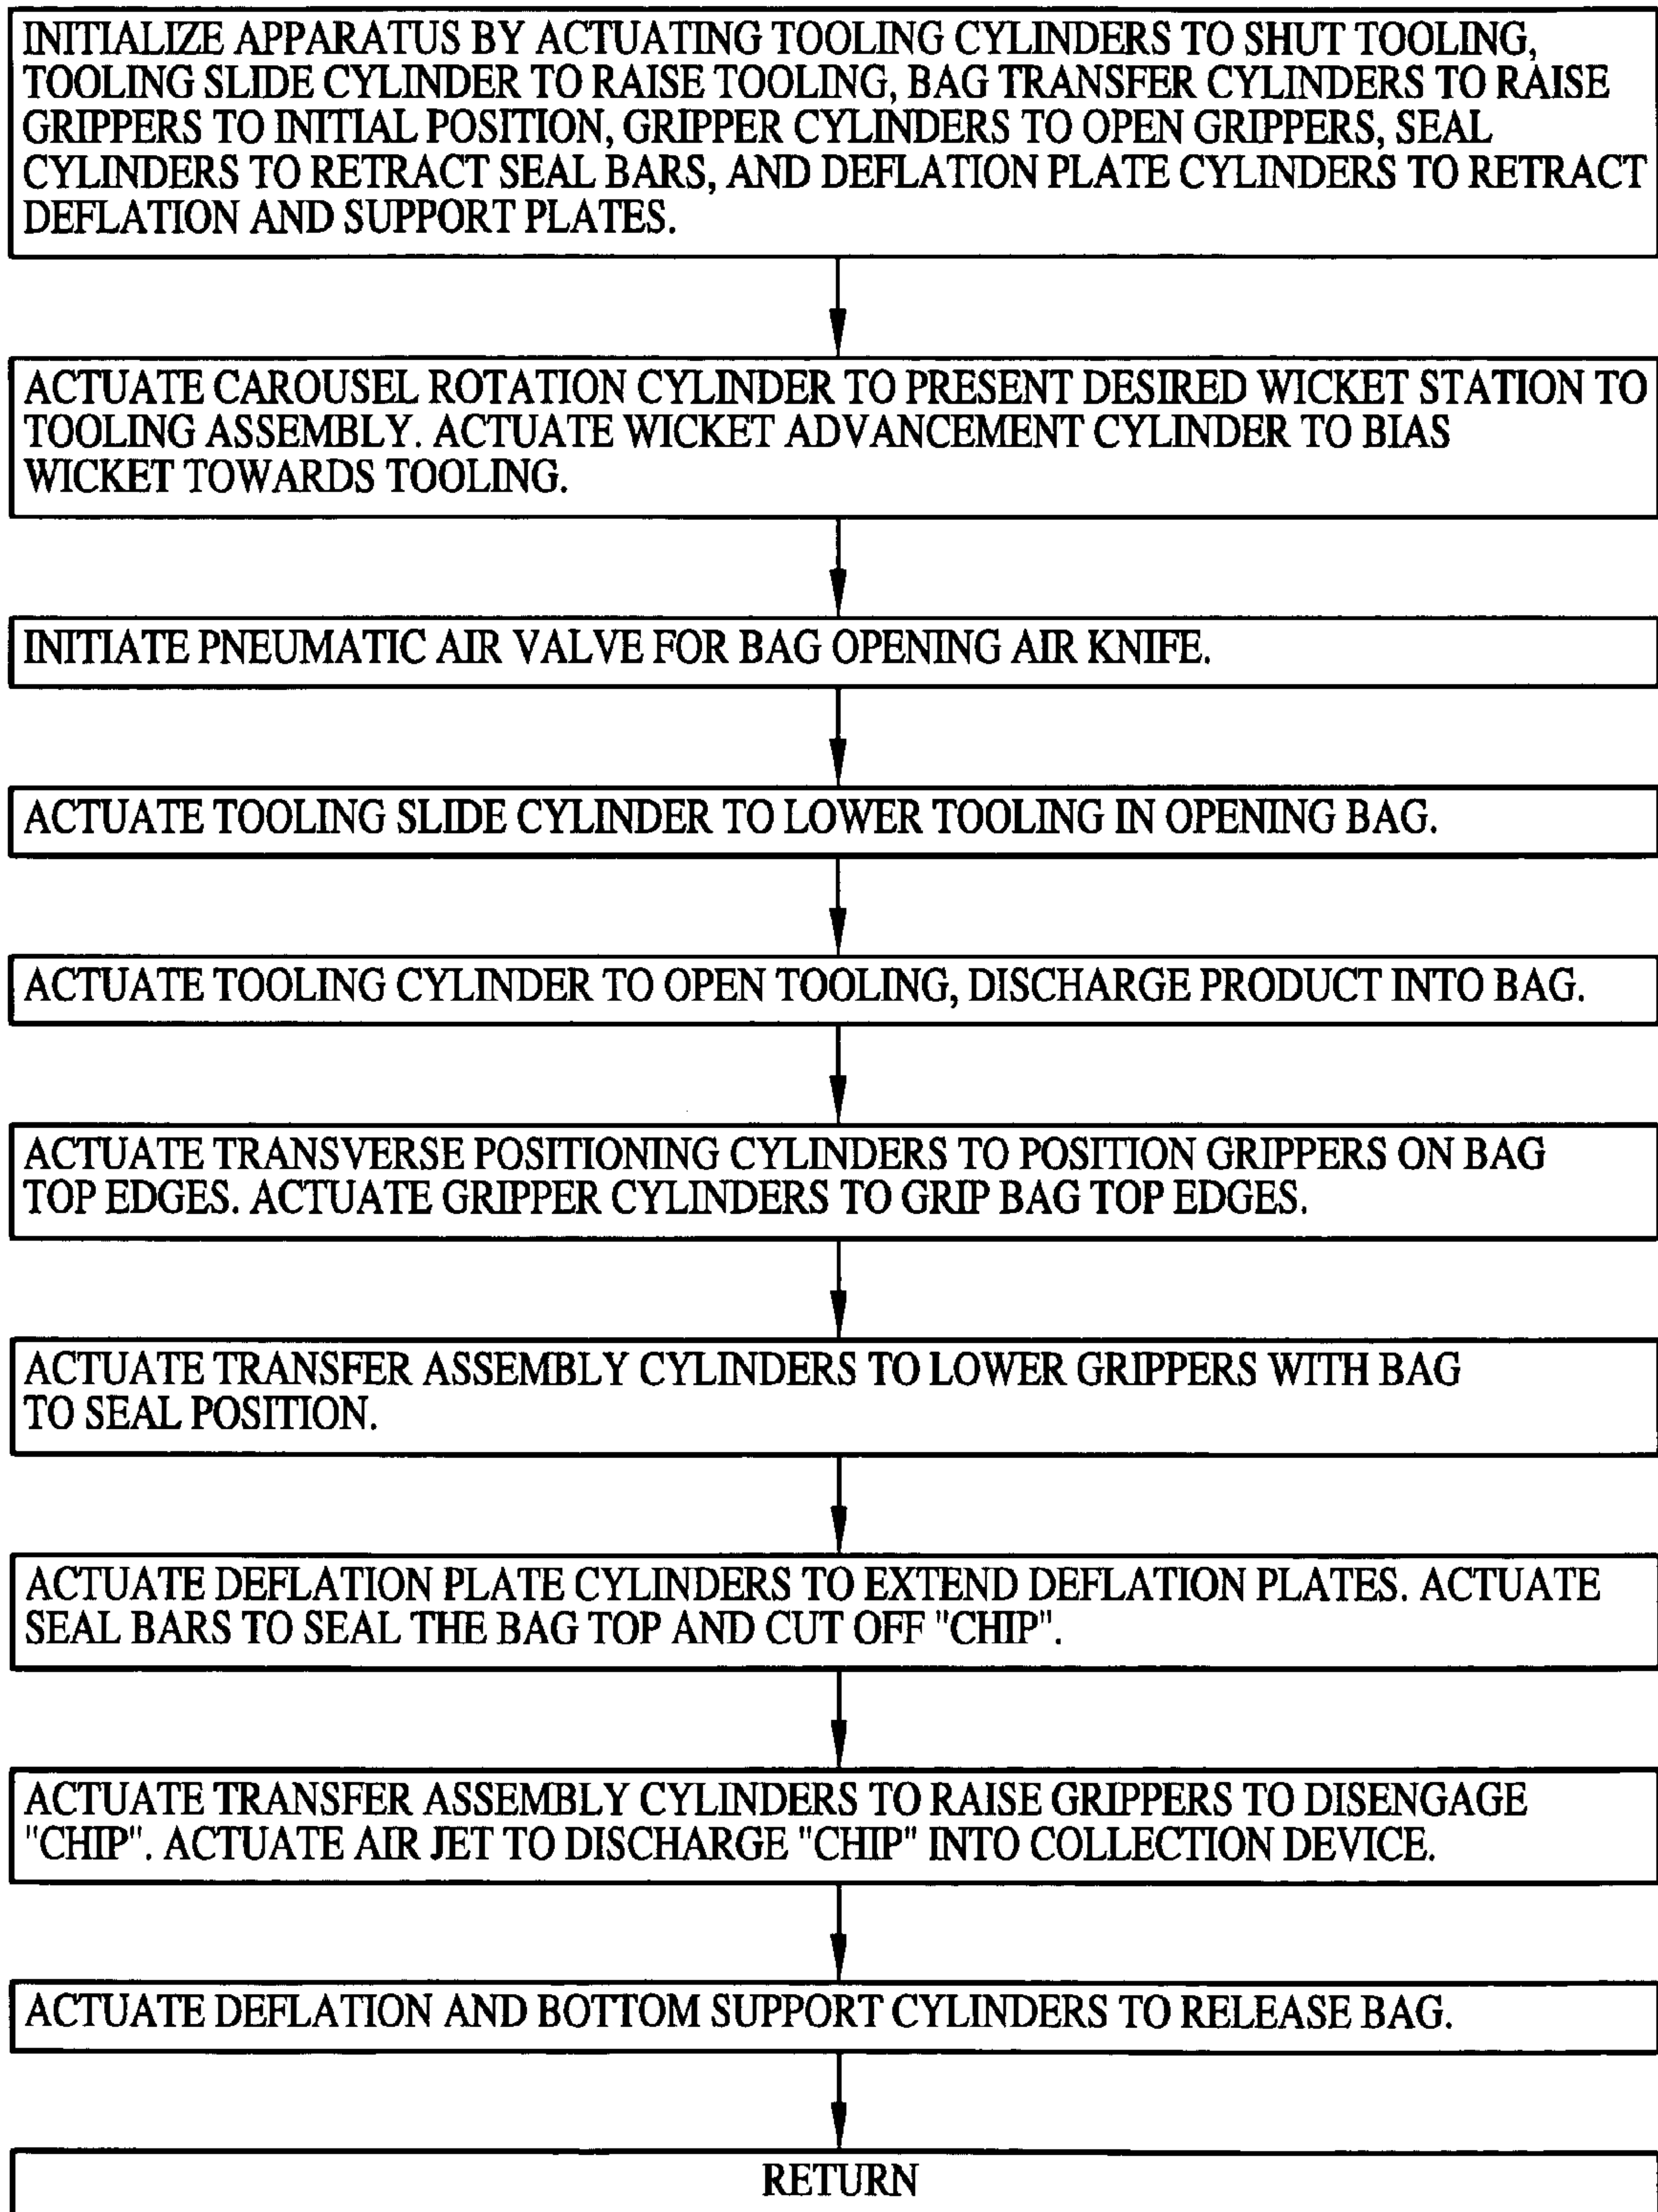 INITIALIZE APPARATUS BY ACTUATING TOOLING CYLINDERS TO SHUT TOOLING,
TOOLING SLIDE CYLINDER TO RAISE TOOLING, BAG TRANSFER CYLINDERS TO RAISE
GRIPPERS TO INITIAL POSITION, GRIPPER CYLINDERS TO OPEN GRIPPERS, SEAL
CYLINDERS TO RETRACT SEAL BARS, AND DEFLATION PLATE CYLINDERS TO RETRACT
DEFLATION AND SUPPORT PLATES.
ACTUATE CAROUSEL ROTATION CYLINDER TO PRESENT DESIRED WICKET STATION TO
TOOLING ASSEMBLY. ACTUATE WICKET ADVANCEMENT CYLINDER TO BIAS
WICKET TOWARDS TOOLING.
INITIATE PNEUMATIC AIR VALVE FOR BAG OPENING AIR KNIFE.
ACTUATE TOOLING SLIDE CYLINDER TO LOWER TOOLING IN OPENING BAG.
ACTUATE TOOLING CYLINDER TO OPEN TOOLING, DISCHARGE PRODUCT INTO BAG.
ACTUATE TRANSVERSE POSITIONING CYLINDERS TO POSITION GRIPPERS ON BAG
TOP EDGES. ACTUATE GRIPPER CYLINDERS TO GRIP BAG TOP EDGES.
ACTUATE TRANSFER ASSEMBLY CYLINDERS TO LOWER GRIPPERS WITH BAG
TO SEAL POSITION.
ACTUATE DEFLATION PLATE CYLINDERS TO EXTEND DEFLATION PLATES. ACTUATE
SEAL BARS TO SEAL THE BAG TOP AND CUT OFF "CHIP".
ACTUATE TRANSFER ASSEMBLY CYLINDERS TO RAISE GRIPPERS TO DISENGAGE
"CHIP". ACTUATE AIR JET TO DISCHARGE "CHIP" INTO COLLECTION DEVICE.
ACTUATE DEFLATION AND BOTTOM SUPPORT CYLINDERS TO RELEASE BAG.
RETURN